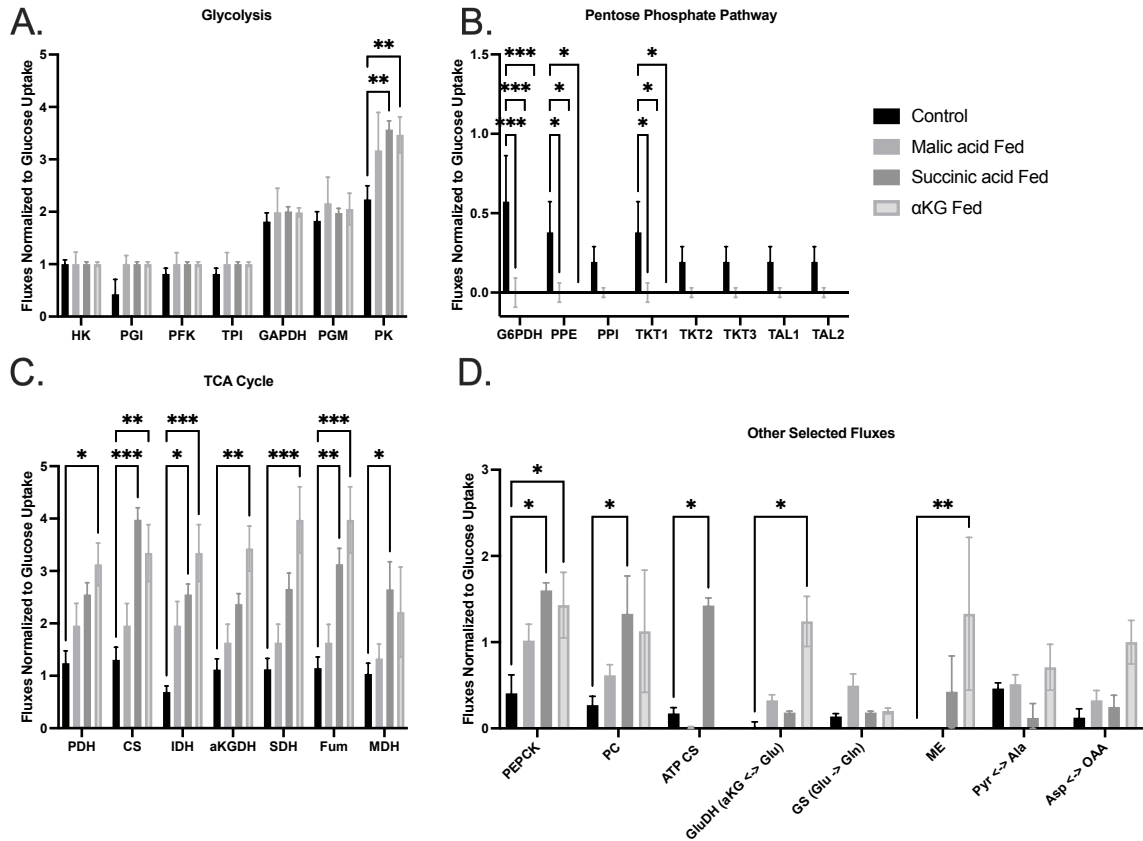 A.
Glycolysis
Fluxes Normalized to Glucose Uptake
5
4
3
2
1
0
**
**
HK PGI PFK TPI GAPDH PGM PK
B.
Pentose Phosphate Pathway
Fluxes Normalized to Glucose Uptake
1.5
1.0
0.5
0.0
*** * *
*** * *
*** * *
G6PDH PPE PPI TKT1 TKT2 TKT3 TAL1 TAL2
Control
Malic acid Fed
Succinic acid Fed
αKG Fed
C.
TCA Cycle
Fluxes Normalized to Glucose Uptake
5
4
3
2
1
0
** *** ***
* *** * ** *** ** *
PDH CS IDH aKGDH SDH Fum MDH
D.
Other Selected Fluxes
Fluxes Normalized to Glucose Uptake
3
2
1
0
*
* * * * **
PEPCK
PC
ATP CS
GluDH (aKG <-> Glu)
GS (Glu -> Gln)
ME
Pyr <-> Ala
Asp <-> OAA